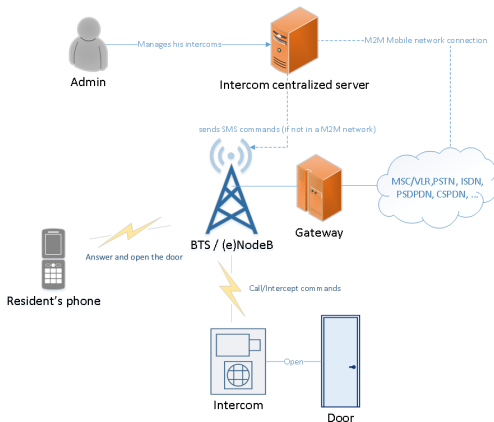 Manages his intercoms
M2M Mobile network connection
Admin
Intercom centralized server
sends SMS commands (if not in a M2M network)
MSC/VLR,PSTN, ISDN,
PSDPDN, CSPDN, ...
Gateway
BTS / (e)NodeB
Answer and open the door
Resident's phone
Call/Intercept commands
Open
Intercom
Door